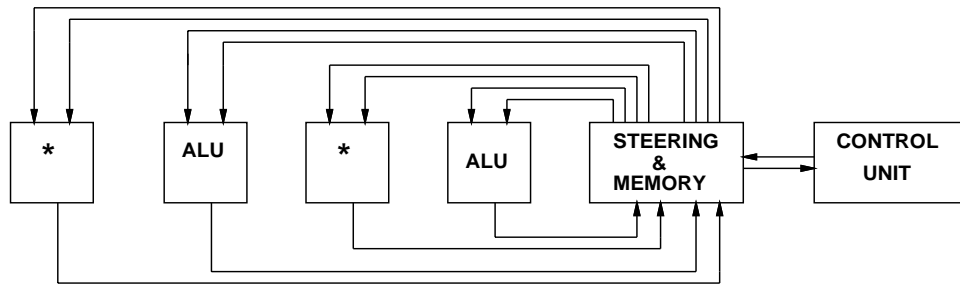 *
ALU
*
ALU
STEERING
&
MEMORY
CONTROL
UNIT